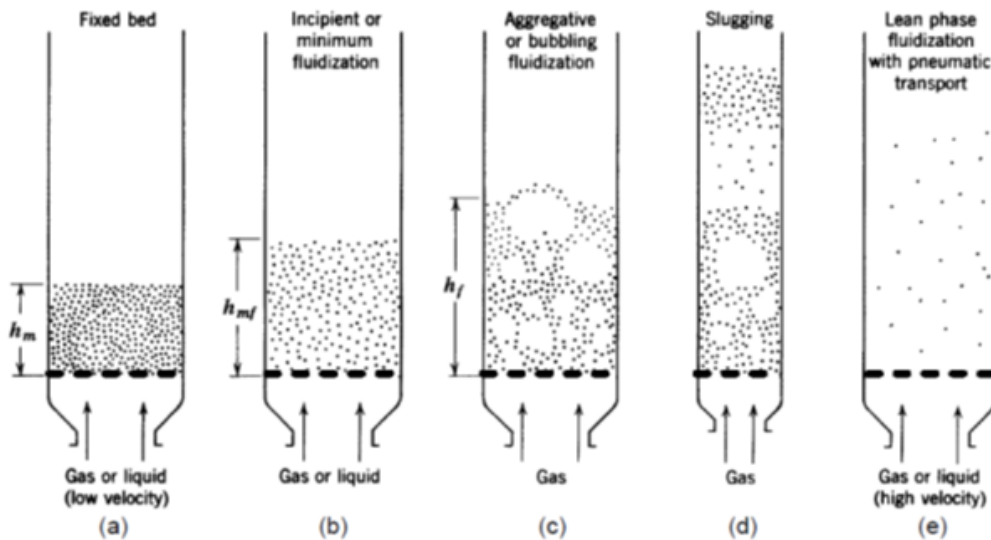 Fixed bed
Incipient or
minimum
fluidization
Aggregative
or bubbling
fluidization
Slugging
Lean phase
fluidization
with pneumatic
transport
h_m
h_mf
h_f
Gas or liquid
(low velocity)
Gas or liquid
Gas
Gas
Gas or liquid
(high velocity)
(a)
(b)
(c)
(d)
(e)